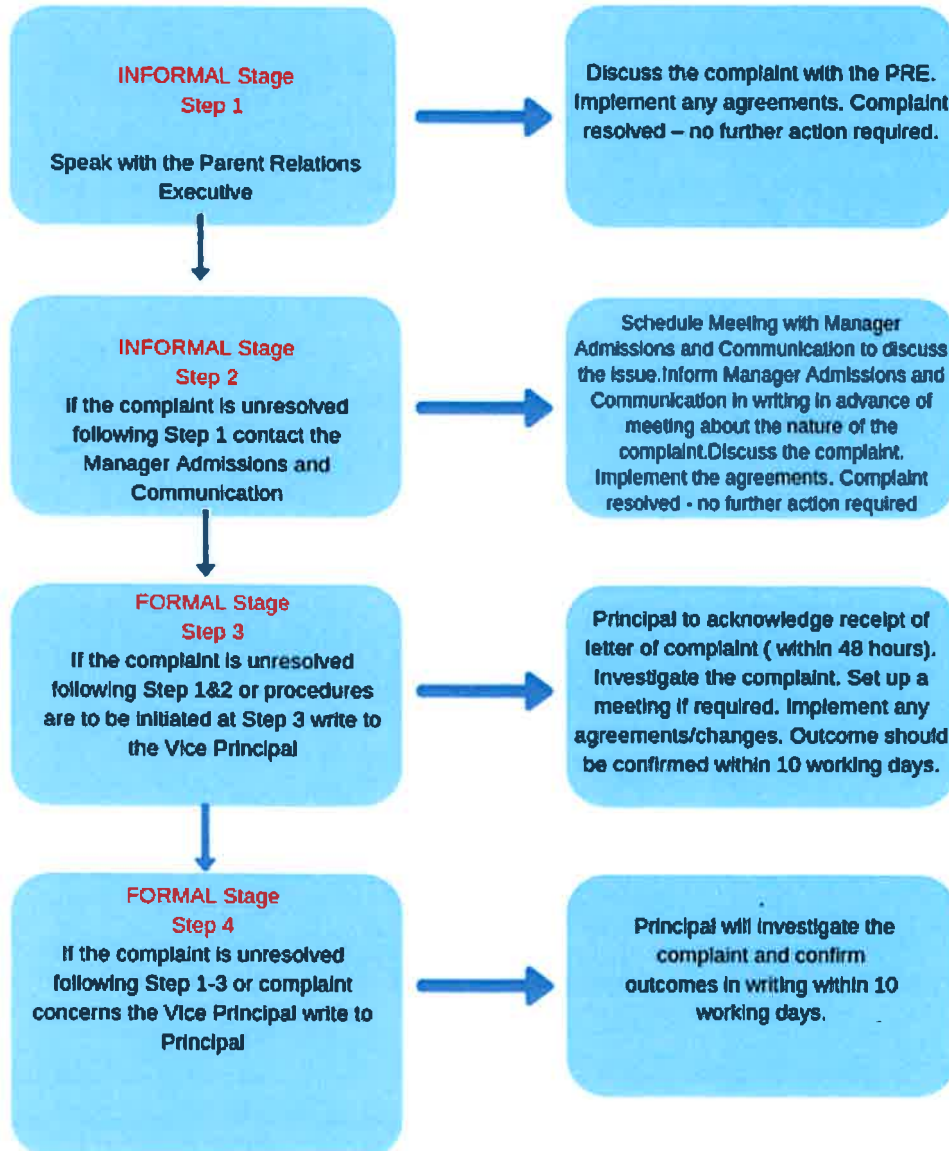 INFORMAL Stage
Step 1
Speak with the Parent Relations
Executive
Discuss the complaint with the PRE.
Implement any agreements. Complaint
resolved – no further action required.
INFORMAL Stage
Step 2
If the complaint is unresolved
following Step 1 contact the
Manager Admissions and
Communication
Schedule Meeting with Manager
Admissions and Communication to discuss
the issue.Inform Manager Admissions and
Communication in writing in advance of
meeting about the nature of the
complaint.Discuss the complaint.
Implement the agreements. Complaint
resolved - no further action required
FORMAL Stage
Step 3
If the complaint is unresolved
following Step 1&2 or procedures
are to be initiated at Step 3 write to
the Vice Principal
Principal to acknowledge receipt of
letter of complaint ( within 48 hours).
Investigate the complaint. Set up a
meeting if required. Implement any
agreements/changes. Outcome should
be confirmed within 10 working days.
FORMAL Stage
Step 4
If the complaint is unresolved
following Step 1-3 or complaint
concerns the Vice Principal write to
Principal
Principal will investigate the
complaint and confirm
outcomes in writing within 10
working days.